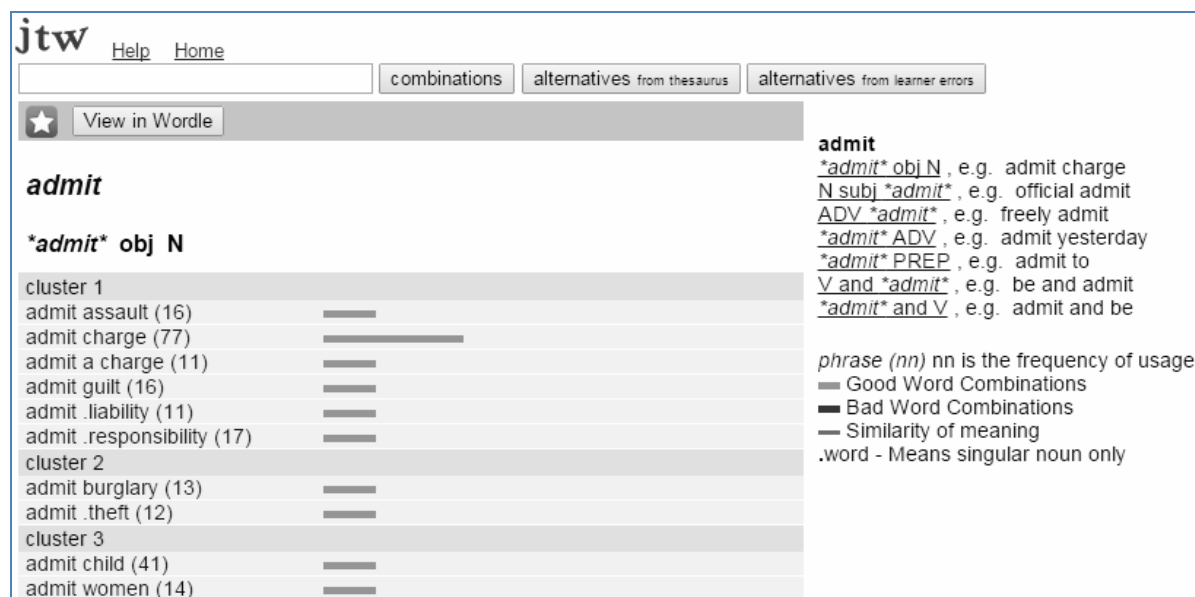 jtw Help Home
combinations alternatives from thesaurus alternatives from learner errors
View in Wordle
admit
*admit* obj N
cluster 1
admit assault (16)
admit charge (77)
admit a charge (11)
admit guilt (16)
admit .liability (11)
admit .responsibility (17)
cluster 2
admit burglary (13)
admit .theft (12)
cluster 3
admit child (41)
admit women (14)
admit
*admit* obj N , e.g. admit charge
N subj *admit* , e.g. official admit
ADV *admit* , e.g. freely admit
*admit* ADV , e.g. admit yesterday
*admit* PREP , e.g. admit to
V and *admit* , e.g. be and admit
*admit* and V , e.g. admit and be
phrase (nn) nn is the frequency of usage
Good Word Combinations
Bad Word Combinations
Similarity of meaning
.word - Means singular noun only